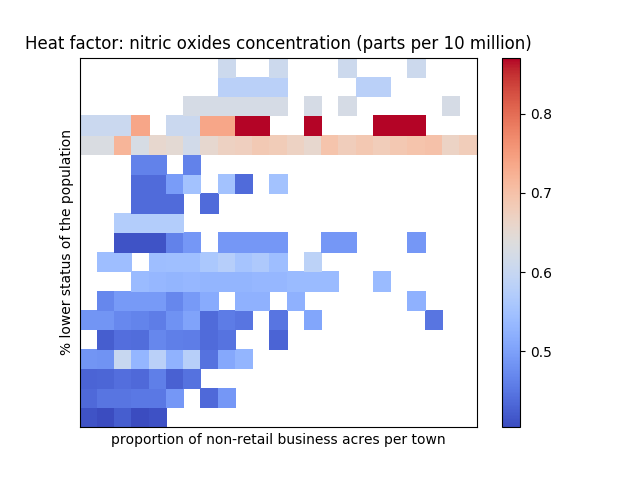 Heat factor: nitric oxides concentration (parts per 10 million)
% lower status of the population
0.8
0.7
0.6
0.5
proportion of non-retail business acres per town